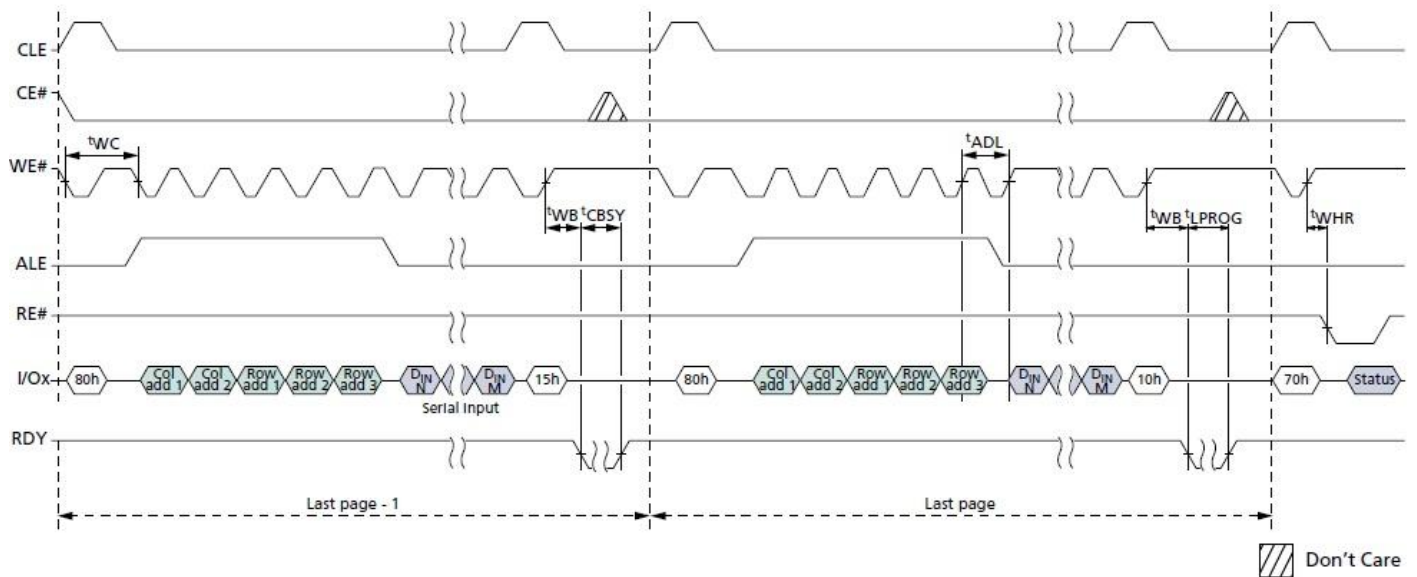 CLE
CE#
tWC
tADL
WE#
tWB tCBSY
tWB tLPROG
tWHR
ALE
RE#
I/Ox
80h
Col add 1
Col add 2
Row add 1
Row add 2
Row add 3
DIN N
DIN M
15h
80h
Col add 1
Col add 2
Row add 1
Row add 2
Row add 3
DIN N
DIN M
10h
70h
Status
Serial input
RDY
Last page - 1
Last page
Don't Care